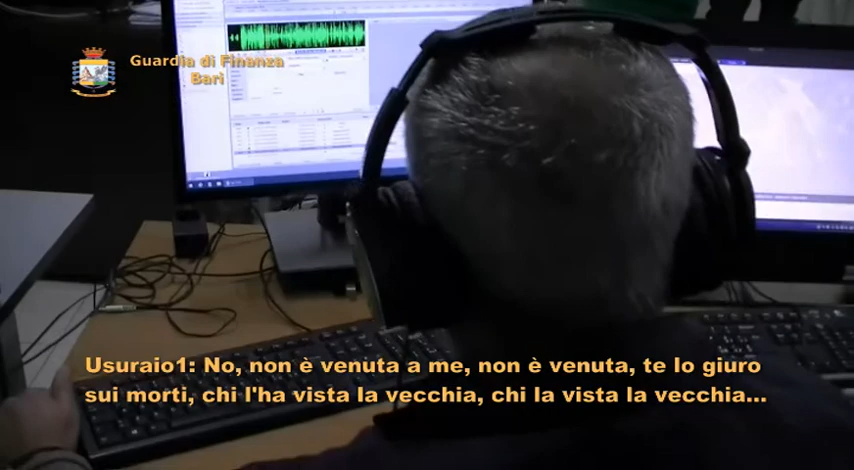 Guardia di Finanza
Bari
Usuraio1: No, non è venuta a me, non è venuta, te lo giuro
sui morti, chi l'ha vista la vecchia, chi la vista la vecchia...